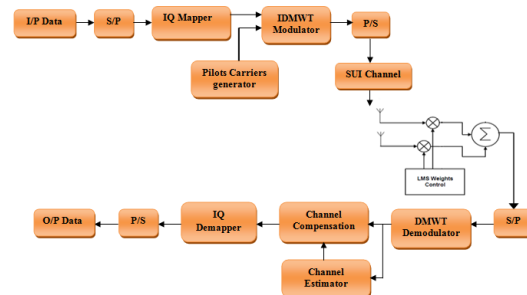 I/P Data
S/P
IQ Mapper
IDMWT
Modulator
P/S
Pilots Carriers
generator
SUI Channel
Σ
LMS Weights
Control
O/P Data
P/S
IQ
Demapper
Channel
Compensation
DMWT
Demodulator
S/P
Channel
Estimator